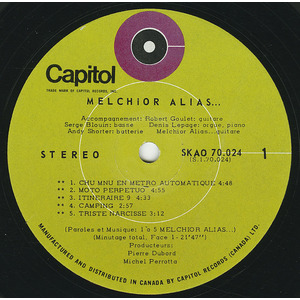 Capitol
TRADE MARK OF CAPITOL RECORDS, INC.
MELCHIOR ALIAS...
Accompagnement: Robert Goulet: guitare
Serge Blouin: basse Denis Lepage: orgue, piano
Andy Shorter: batterie Melchior Alias...guitare
STEREO
SKAO 70.024
(S.1.70.024)
1
** 1. CHU MNU EN METRO AUTOMATIQUE 4:48
** 2. MOTO PERPETUO 4:55
** 3. ITINERAIRE 9 4:33
** 4. CAMPING 2:57
** 5. TRISTE NARCISSE 3:12
(Paroles et Musique: 1 à 5 MELCHIOR ALIAS...)
(Minutage total, Face 1 - 21'47")
Producteurs:
Pierre Dubord
Michel Perrotta
MANUFACTURED AND DISTRIBUTED IN CANADA BY CAPITOL RECORDS (CANADA) LTD.